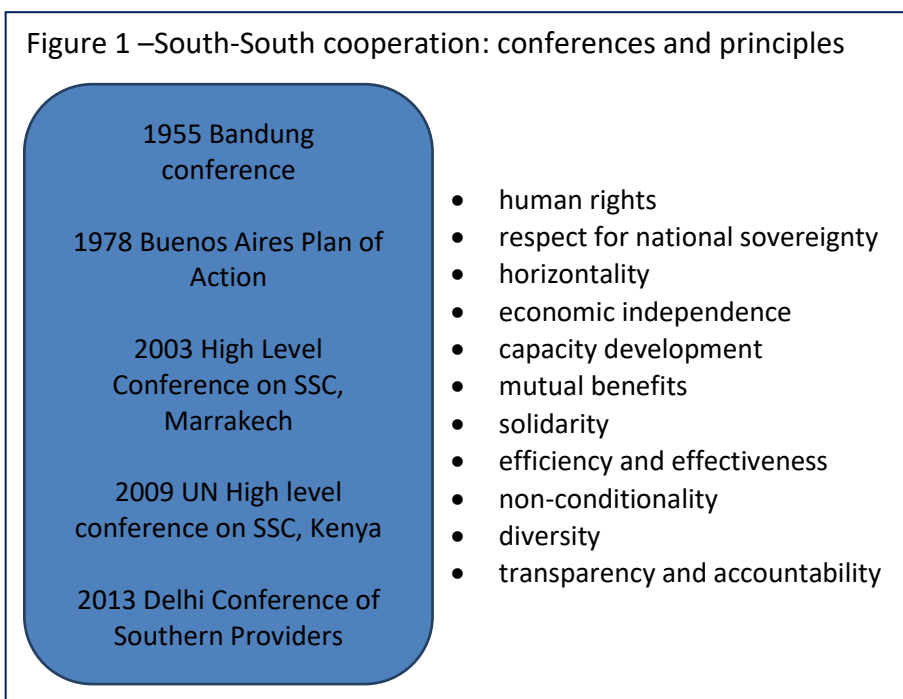 Figure 1 –South-South cooperation: conferences and principles
1955 Bandung
conference
1978 Buenos Aires Plan of
Action
2003 High Level
Conference on SSC,
Marrakech
2009 UN High level
conference on SSC, Kenya
2013 Delhi Conference of
Southern Providers
• human rights
• respect for national sovereignty
• horizontality
• economic independence
• capacity development
• mutual benefits
• solidarity
• efficiency and effectiveness
• non-conditionality
• diversity
• transparency and accountability